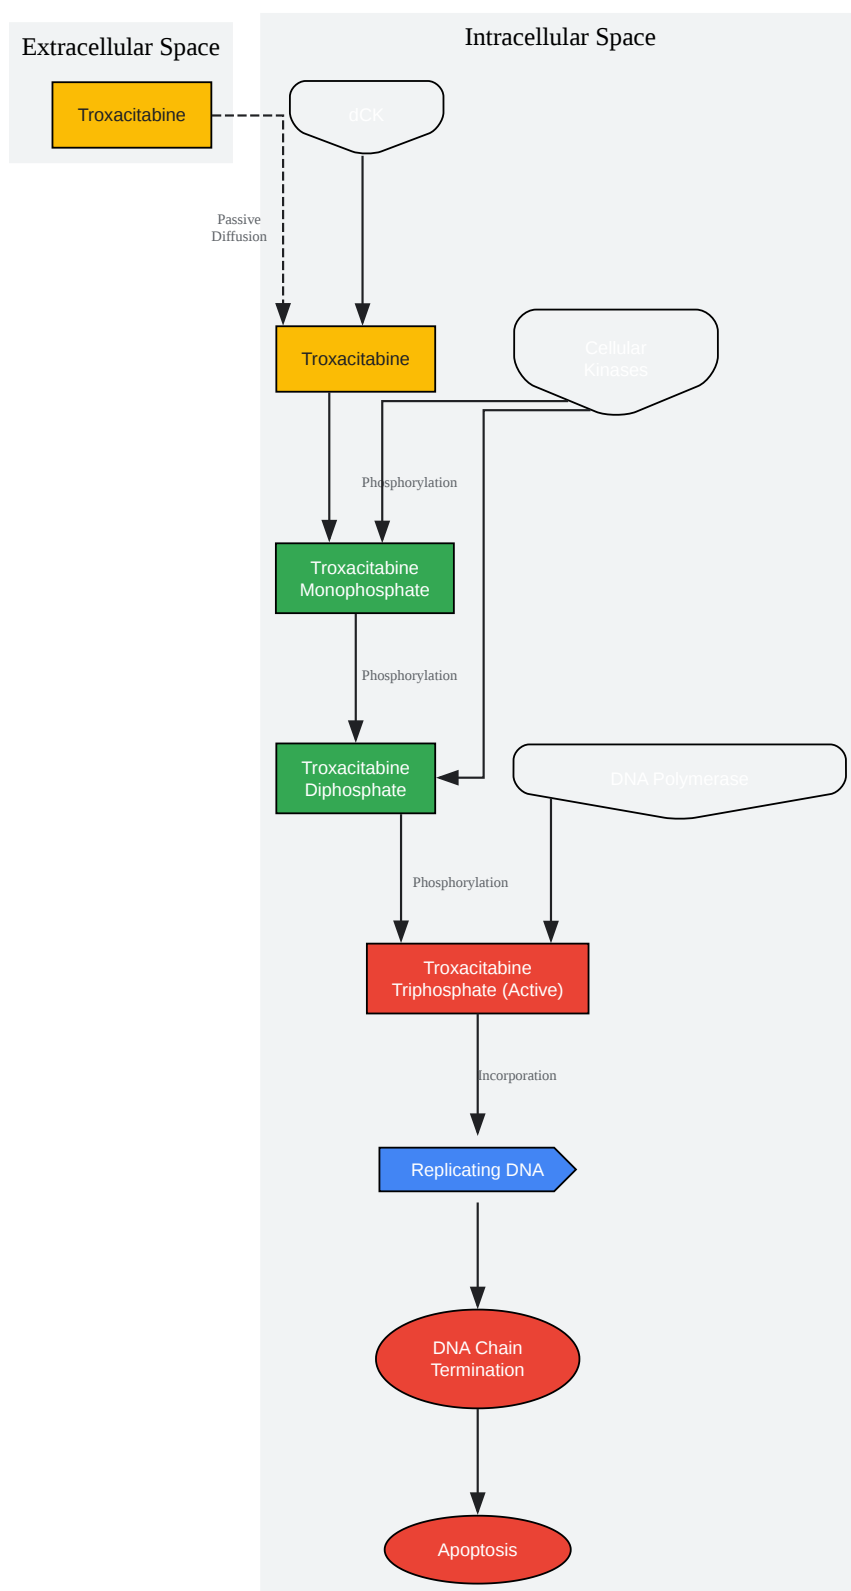 Extracellular Space
Intracellular Space
Troxacitabine
dCK
Passive
Diffusion
Troxacitabine
Cellular
Kinases
Phosphorylation
Troxacitabine
Monophosphate
Phosphorylation
Troxacitabine
Diphosphate
DNA Polymerase
Phosphorylation
Troxacitabine
Triphosphate (Active)
Incorporation
Replicating DNA
DNA Chain
Termination
Apoptosis